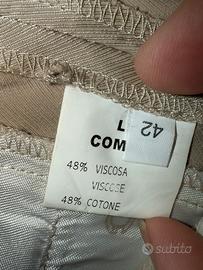 L
COM
42
48% VISCOSA
VISCOSE
48% COTONE
subito